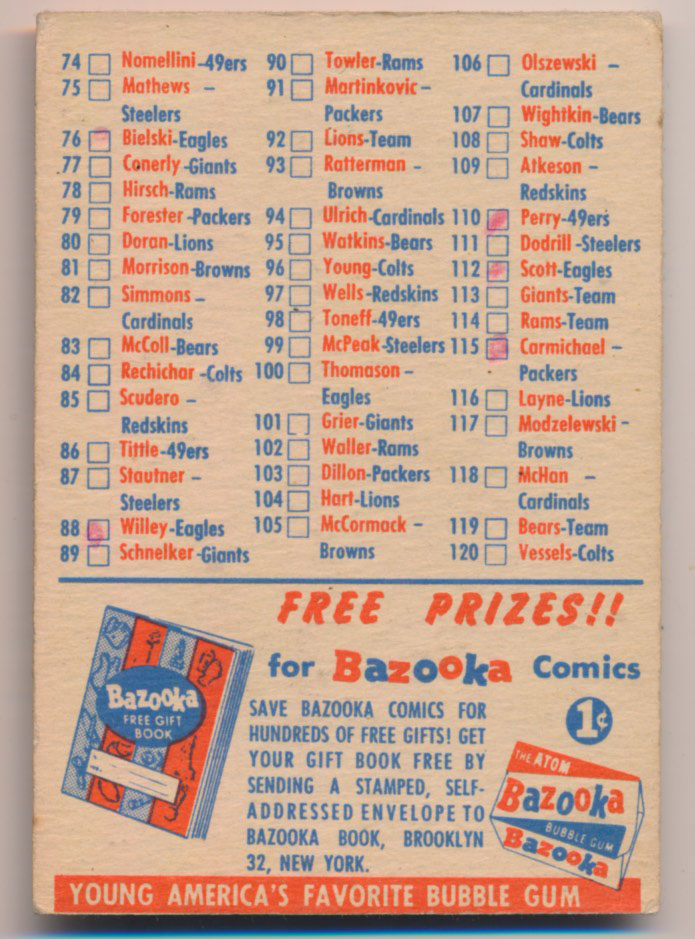 74 Nomellini-49ers
75 Mathews -
Steelers
76 Bielski-Eagles
77 Conerly-Giants
78 Hirsch-Rams
79 Forester-Packers
80 Doran-Lions
81 Morrison-Browns
82 Simmons -
Cardinals
83 McColl-Bears
84 Rechichar-Colts
85 Scudero -
Redskins
86 Tittle-49ers
87 Stautner -
Steelers
88 Willey-Eagles
89 Schnelker-Giants
90 Towler-Rams
91 Martinkovic -
Packers
92 Lions-Team
93 Ratterman -
Browns
94 Ulrich-Cardinals
95 Watkins-Bears
96 Young-Colts
97 Wells-Redskins
98 Toneff-49ers
99 McPeak-Steelers
100 Thomason -
Eagles
101 Grier-Giants
102 Waller-Rams
103 Dillon-Packers
104 Hart-Lions
105 McCormack -
Browns
106 Olszewski -
Cardinals
107 Wightkin-Bears
108 Shaw-Colts
109 Atkeson -
Redskins
110 Perry-49ers
111 Dodrill-Steelers
112 Scott-Eagles
113 Giants-Team
114 Rams-Team
115 Carmichael -
Packers
116 Layne-Lions
117 Modzelewski -
Browns
118 McHan -
Cardinals
119 Bears-Team
120 Vessels-Colts
FREE PRIZES!!
for Bazooka Comics
Bazooka
FREE GIFT
BOOK
SAVE BAZOOKA COMICS FOR
HUNDREDS OF FREE GIFTS! GET
YOUR GIFT BOOK FREE BY
SENDING A STAMPED, SELF-
ADDRESSED ENVELOPE TO
BAZOOKA BOOK, BROOKLYN
32, NEW YORK.
1¢
THE ATOM
Bazooka
BUBBLE GUM
Bazooka
YOUNG AMERICA'S FAVORITE BUBBLE GUM